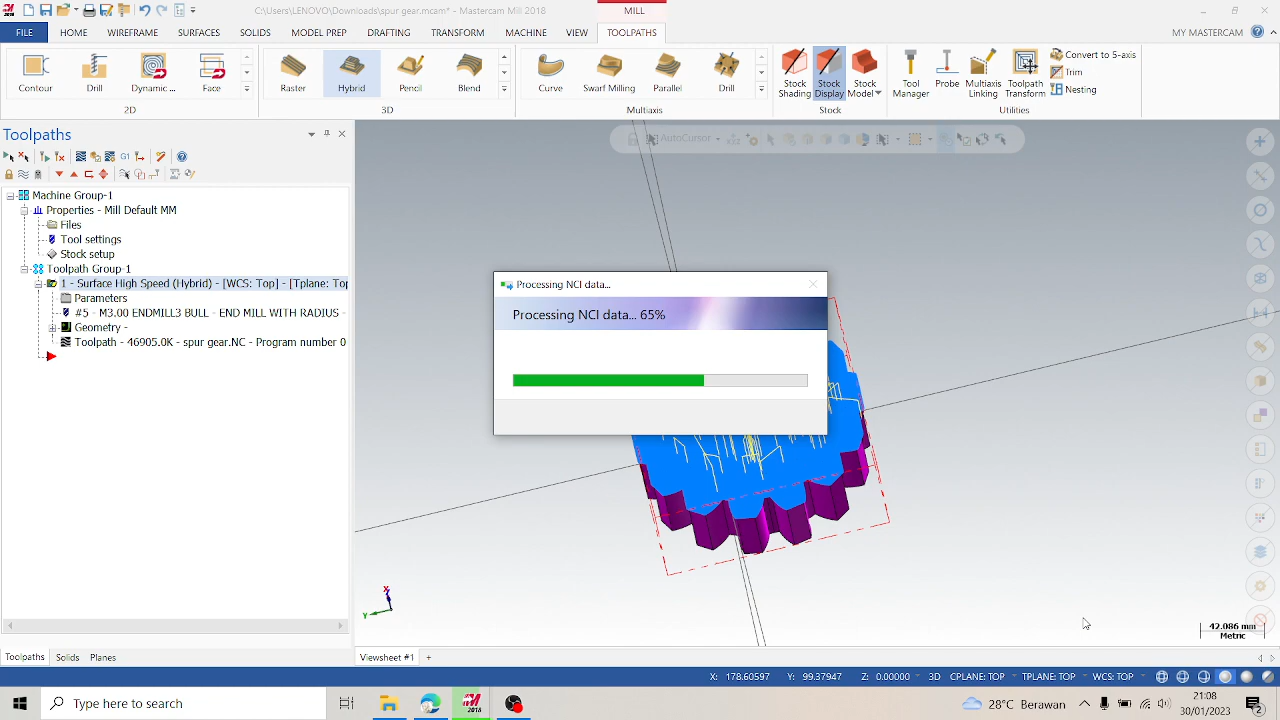 C:\Users\LENOVO\Downloads\spur gear.mcam* - Mastercam Mill 2018
MILL
FILE
HOME
WIREFRAME
SURFACES
SOLIDS
MODEL PREP
DRAFTING
TRANSFORM
MACHINE
VIEW
TOOLPATHS
MY MASTERCAM
Contour
Drill
Dynamic ...
Face
Raster
Hybrid
Pencil
Blend
Curve
Swarf Milling
Parallel
Drill
Stock Shading
Stock Display
Stock Model
Tool Manager
Probe
Multiaxis Linking
Toolpath Transform
Convert to 5-axis
Trim
Nesting
2D
3D
Multiaxis
Stock
Utilities
Toolpaths
AutoCursor
G1
Machine Group-1
Properties - Mill Default MM
Files
Tool settings
Stock setup
Toolpath Group-1
1 - Surface High Speed (Hybrid) - [WCS: Top] - [Tplane: Top
Parameters
#5 - M3.00 ENDMILL3 BULL - END MILL WITH RADIUS -
Geometry -
Toolpath - 46905.0K - spur gear.NC - Program number 0
Processing NCI data...
Processing NCI data... 65%
X
Y
42.086 mm
Metric
Toolpaths
Solids
Planes
Viewsheet #1
+
X: 178.60597
Y: 99.37947
Z: 0.00000
3D
CPLANE: TOP
TPLANE: TOP
WCS: TOP
Type here to search
2018
28°C Berawan
21:08
30/01/2023
2